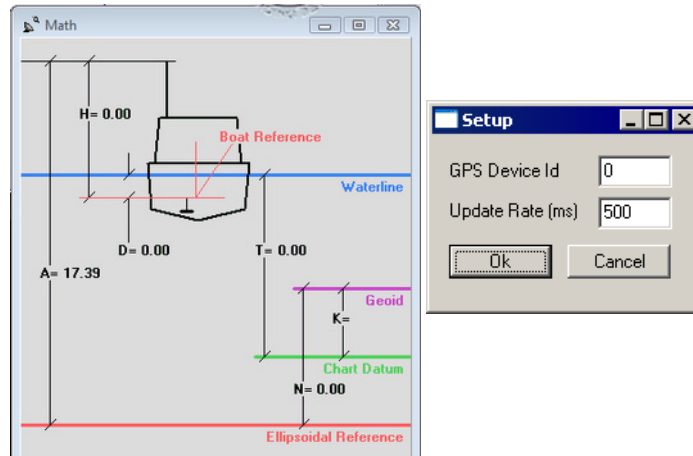 Math
H= 0.00
Boat Reference
Waterline
D= 0.00
T= 0.00
A= 17.39
Geoid
K=
Chart Datum
N= 0.00
Ellipsoidal Reference
Setup
GPS Device Id
0
Update Rate (ms)
500
Ok
Cancel